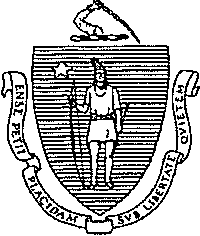 ENSE PETIT
PLACIDAM
SVB LIBERTATE
QVIETEM